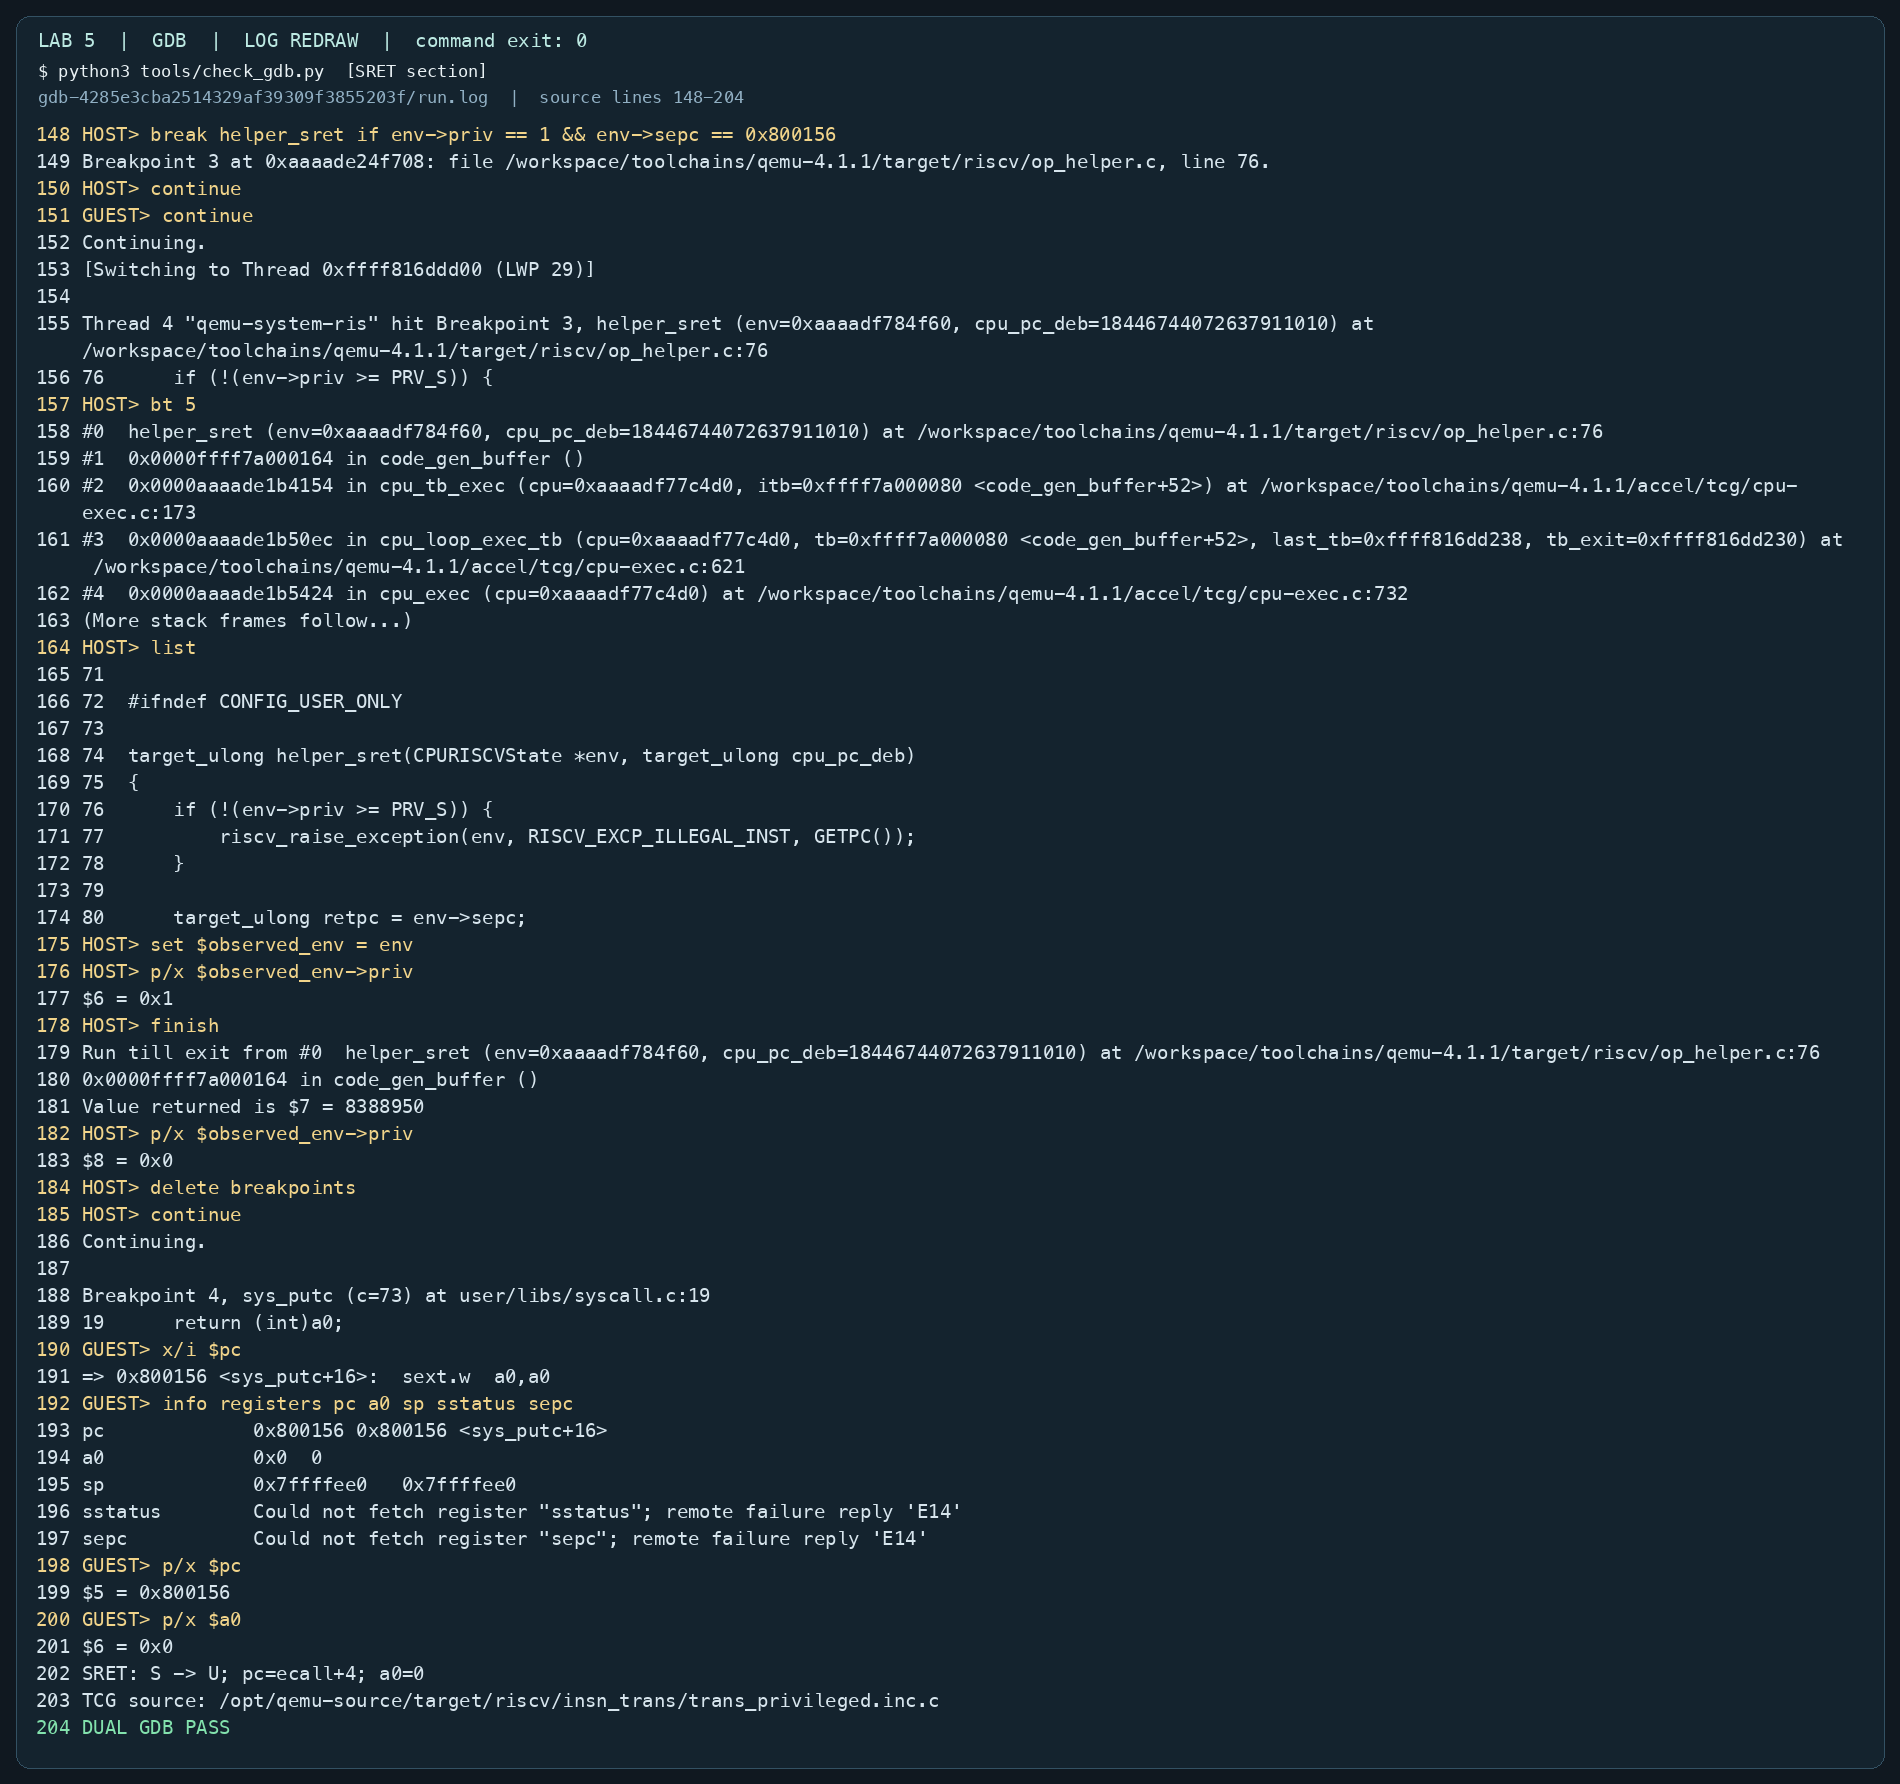 LAB 5  |  GDB  |  LOG REDRAW  |  command exit: 0
$ python3 tools/check_gdb.py  [SRET section]
gdb-4285e3cba2514329af39309f3855203f/run.log  |  source lines 148-204
148 HOST> break helper_sret if env->priv == 1 && env->sepc == 0x800156
149 Breakpoint 3 at 0xaaaade24f708: file /workspace/toolchains/qemu-4.1.1/target/riscv/op_helper.c, line 76.
150 HOST> continue
151 GUEST> continue
152 Continuing.
153 [Switching to Thread 0xffff816ddd00 (LWP 29)]
154
155 Thread 4 "qemu-system-ris" hit Breakpoint 3, helper_sret (env=0xaaaadf784f60, cpu_pc_deb=18446744072637911010) at
/workspace/toolchains/qemu-4.1.1/target/riscv/op_helper.c:76
156 76      if (!(env->priv >= PRV_S)) {
157 HOST> bt 5
158 #0  helper_sret (env=0xaaaadf784f60, cpu_pc_deb=18446744072637911010) at /workspace/toolchains/qemu-4.1.1/target/riscv/op_helper.c:76
159 #1  0x0000ffff7a000164 in code_gen_buffer ()
160 #2  0x0000aaaade1b4154 in cpu_tb_exec (cpu=0xaaaadf77c4d0, itb=0xffff7a000080 <code_gen_buffer+52>) at /workspace/toolchains/qemu-4.1.1/accel/tcg/cpu-
exec.c:173
161 #3  0x0000aaaade1b50ec in cpu_loop_exec_tb (cpu=0xaaaadf77c4d0, tb=0xffff7a000080 <code_gen_buffer+52>, last_tb=0xffff816dd238, tb_exit=0xffff816dd230) at
/workspace/toolchains/qemu-4.1.1/accel/tcg/cpu-exec.c:621
162 #4  0x0000aaaade1b5424 in cpu_exec (cpu=0xaaaadf77c4d0) at /workspace/toolchains/qemu-4.1.1/accel/tcg/cpu-exec.c:732
163 (More stack frames follow...)
164 HOST> list
165 71
166 72  #ifndef CONFIG_USER_ONLY
167 73
168 74  target_ulong helper_sret(CPURISCVState *env, target_ulong cpu_pc_deb)
169 75  {
170 76      if (!(env->priv >= PRV_S)) {
171 77          riscv_raise_exception(env, RISCV_EXCP_ILLEGAL_INST, GETPC());
172 78      }
173 79
174 80      target_ulong retpc = env->sepc;
175 HOST> set $observed_env = env
176 HOST> p/x $observed_env->priv
177 $6 = 0x1
178 HOST> finish
179 Run till exit from #0  helper_sret (env=0xaaaadf784f60, cpu_pc_deb=18446744072637911010) at /workspace/toolchains/qemu-4.1.1/target/riscv/op_helper.c:76
180 0x0000ffff7a000164 in code_gen_buffer ()
181 Value returned is $7 = 8388950
182 HOST> p/x $observed_env->priv
183 $8 = 0x0
184 HOST> delete breakpoints
185 HOST> continue
186 Continuing.
187
188 Breakpoint 4, sys_putc (c=73) at user/libs/syscall.c:19
189 19      return (int)a0;
190 GUEST> x/i $pc
191 => 0x800156 <sys_putc+16>:  sext.w  a0,a0
192 GUEST> info registers pc a0 sp sstatus sepc
193 pc             0x800156 0x800156 <sys_putc+16>
194 a0             0x0  0
195 sp             0x7ffffee0   0x7ffffee0
196 sstatus        Could not fetch register "sstatus"; remote failure reply 'E14'
197 sepc           Could not fetch register "sepc"; remote failure reply 'E14'
198 GUEST> p/x $pc
199 $5 = 0x800156
200 GUEST> p/x $a0
201 $6 = 0x0
202 SRET: S -> U; pc=ecall+4; a0=0
203 TCG source: /opt/qemu-source/target/riscv/insn_trans/trans_privileged.inc.c
204 DUAL GDB PASS